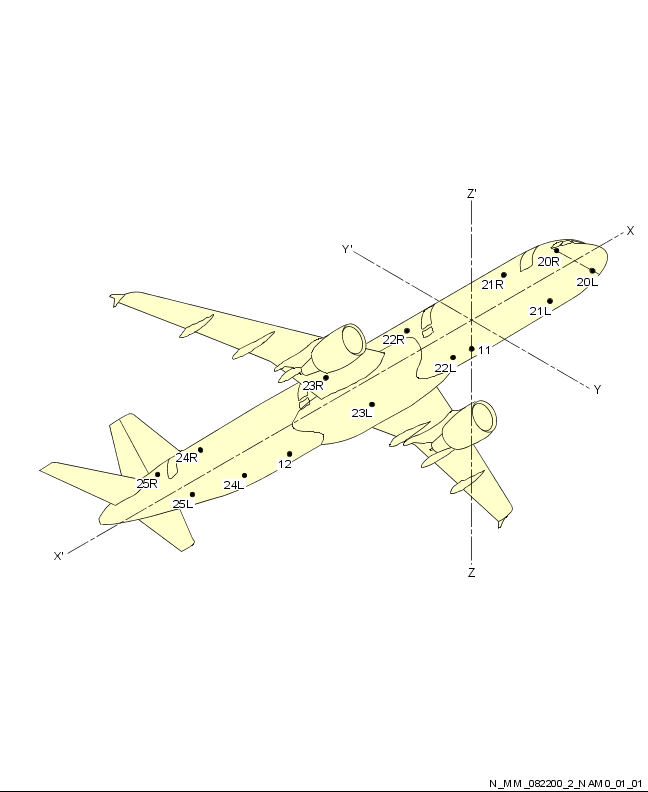 Z'
X
Y'
20R
20L
21R
21L
22R
11
22L
Y
23R
23L
24R
12
25R
24L
25L
X'
Z
N_MM_082200_2_NAM0_01_01